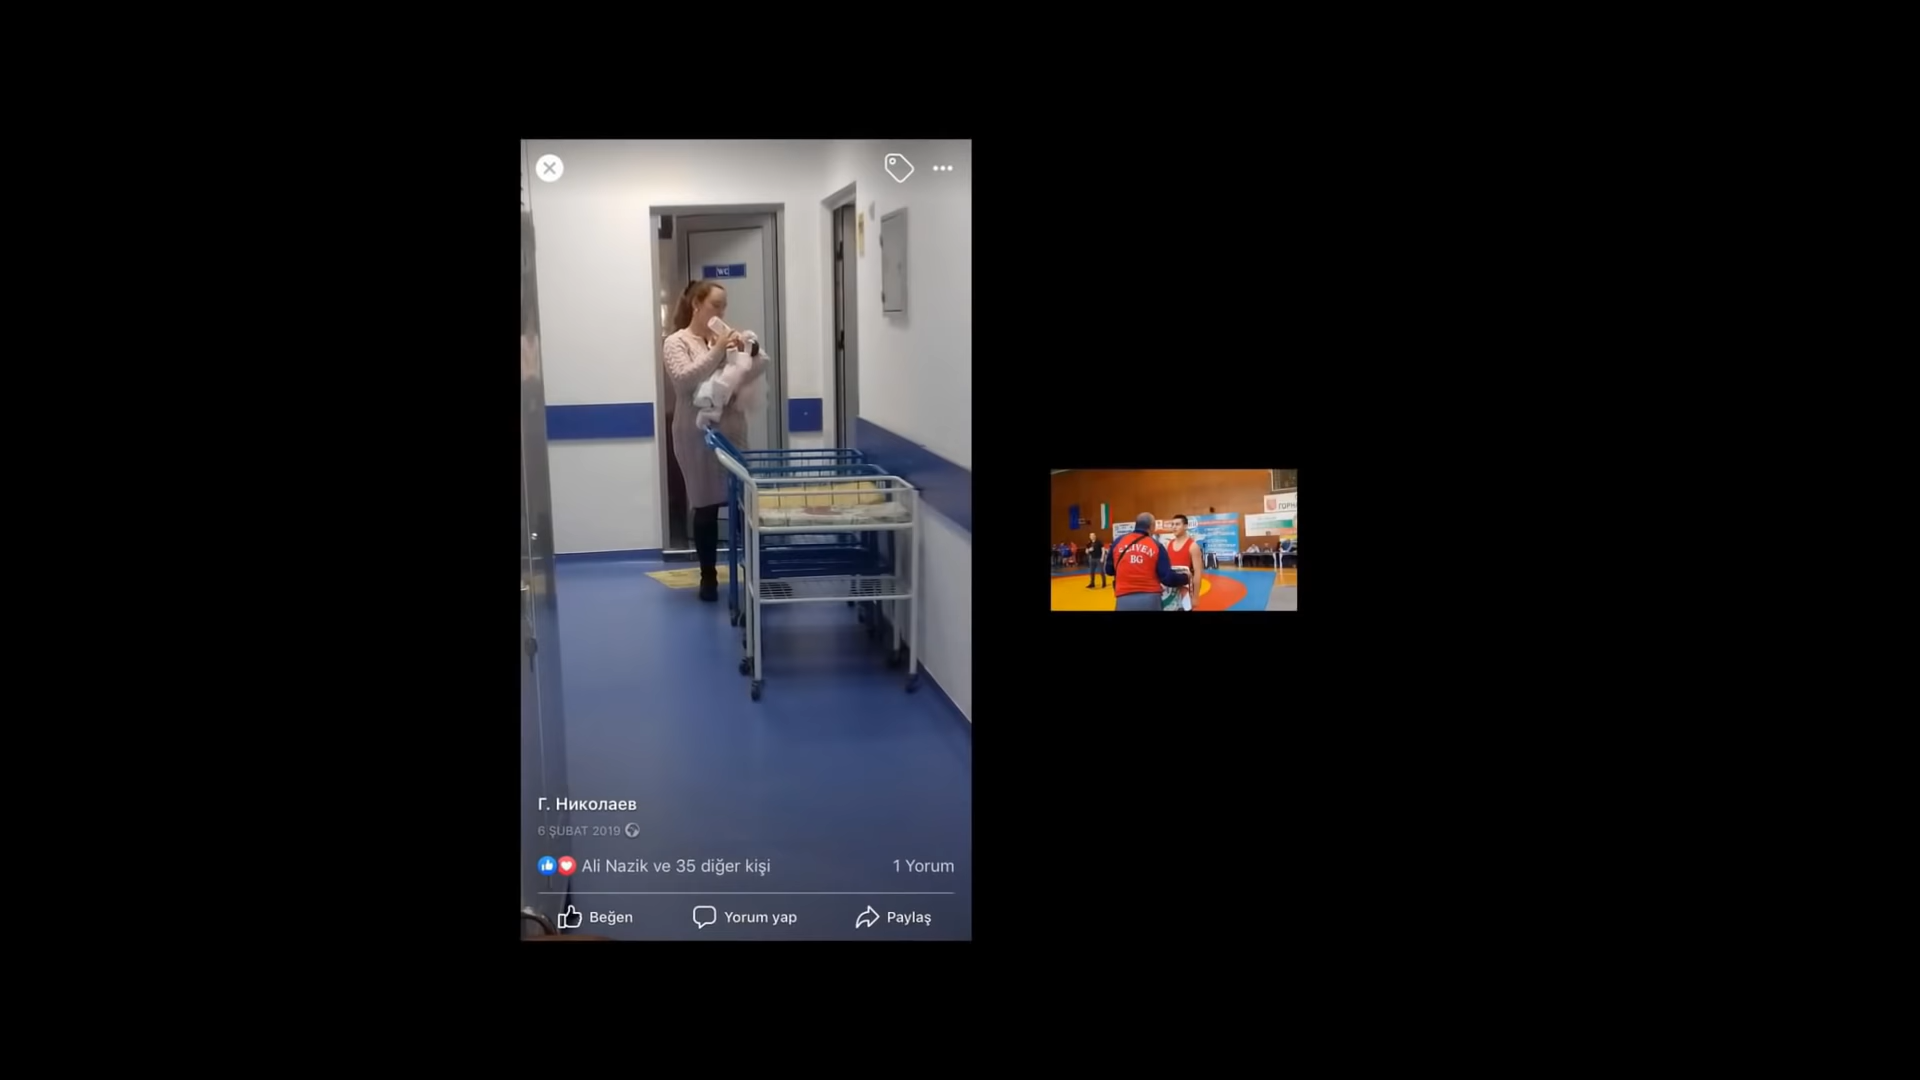 WC
Г. Николаев
6 ŞUBAT 2019
Ali Nazik ve 35 diğer kişi
1 Yorum
Beğen
Yorum yap
Paylaş
SLIVEN
BG
ГОРНА